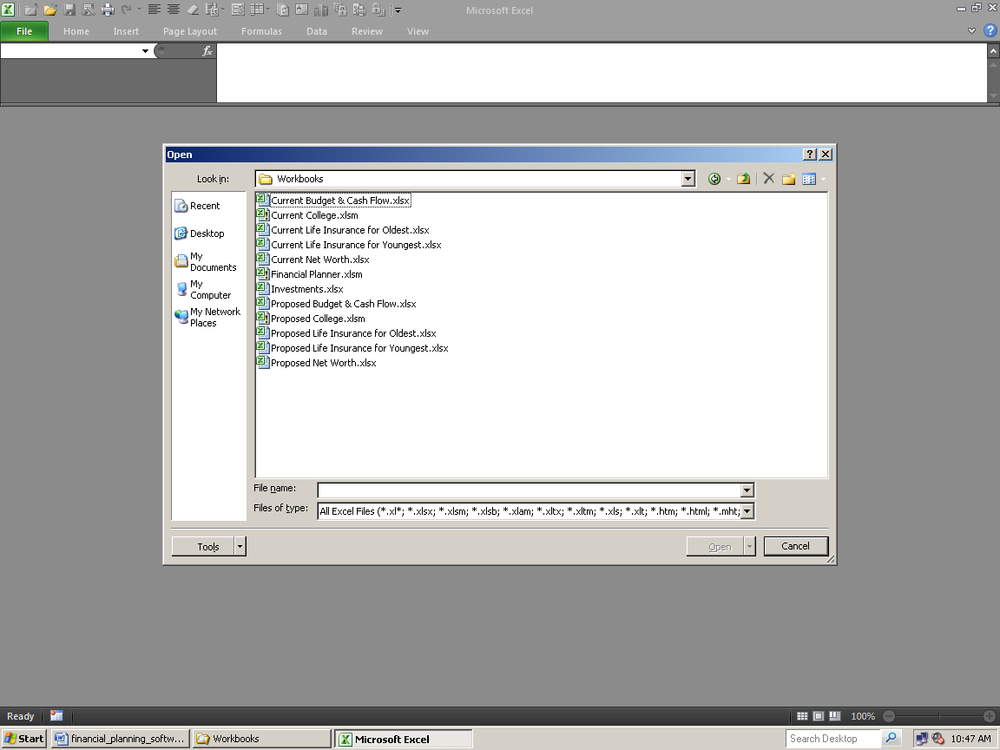 Microsoft Excel
File Home Insert Page Layout Formulas Data Review View
fx
Open
Look in: Workbooks
Recent
Desktop
My Documents
My Computer
My Network Places
Current Budget & Cash Flow.xlsx
Current College.xlsm
Current Life Insurance for Oldest.xlsx
Current Life Insurance for Youngest.xlsx
Current Net Worth.xlsx
Financial Planner.xlsm
Investments.xlsx
Proposed Budget & Cash Flow.xlsx
Proposed College.xlsm
Proposed Life Insurance for Oldest.xlsx
Proposed Life Insurance for Youngest.xlsx
Proposed Net Worth.xlsx
File name:
Files of type: All Excel Files (*.xl*; *.xlsx; *.xlsm; *.xlsb; *.xlam; *.xltx; *.xltm; *.xls; *.xlt; *.htm; *.html; *.mht;
Tools Open Cancel
Ready 100%
Start financial_planning_softw... Workbooks Microsoft Excel Search Desktop 10:47 AM